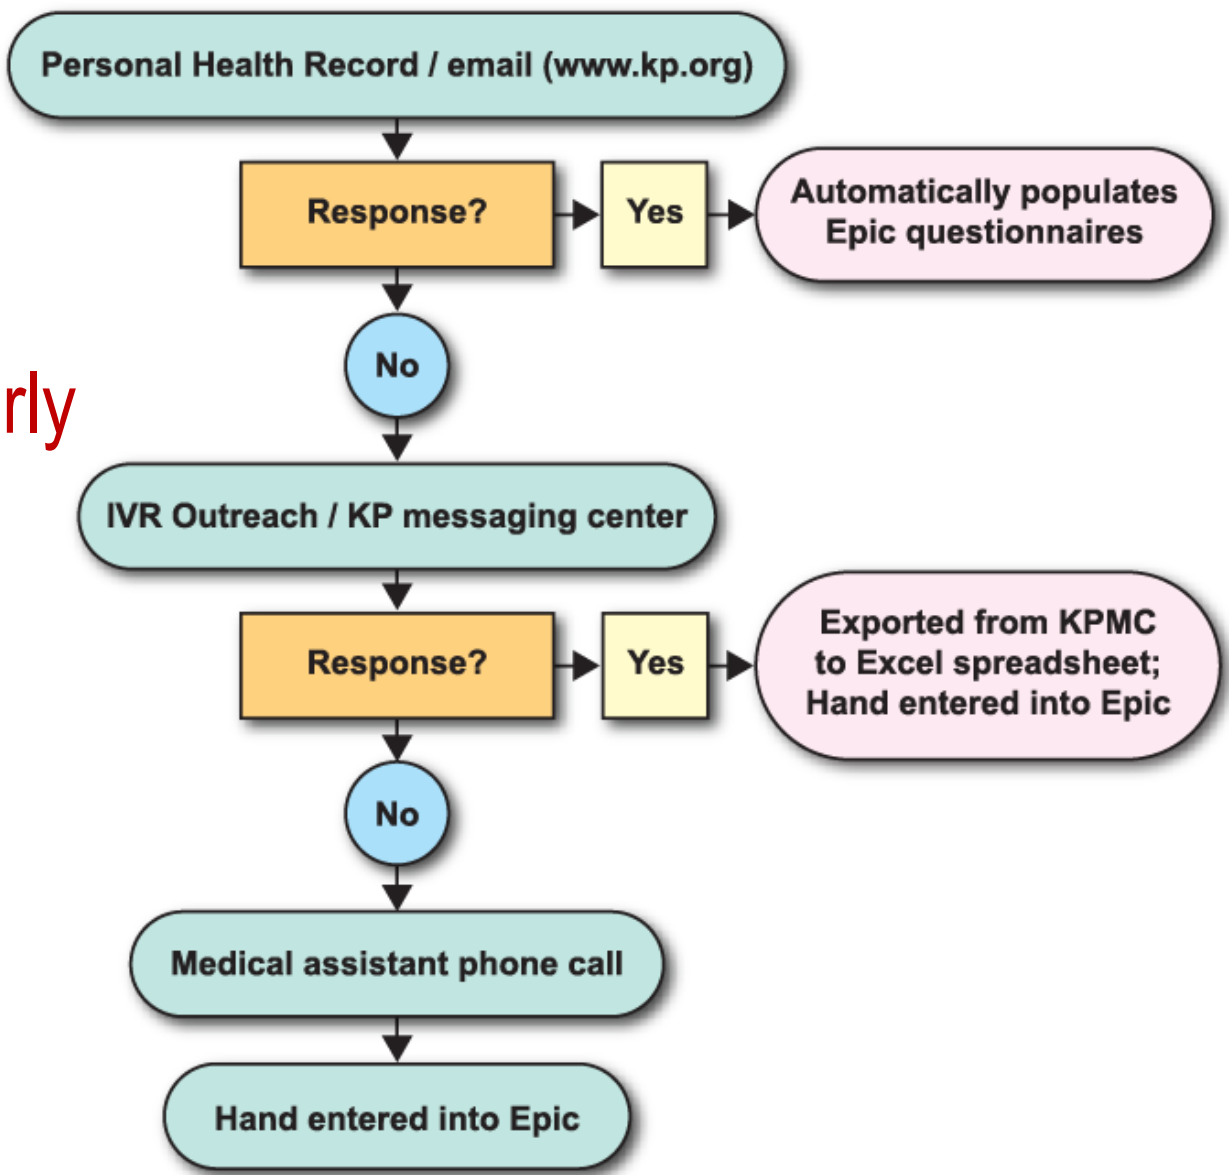 Personal Health Record / email (www.kp.org)
Response?
Yes
Automatically populates
Epic questionnaires
No
rly
IVR Outreach / KP messaging center
Response?
Yes
Exported from KPMC
to Excel spreadsheet;
Hand entered into Epic
No
Medical assistant phone call
Hand entered into Epic